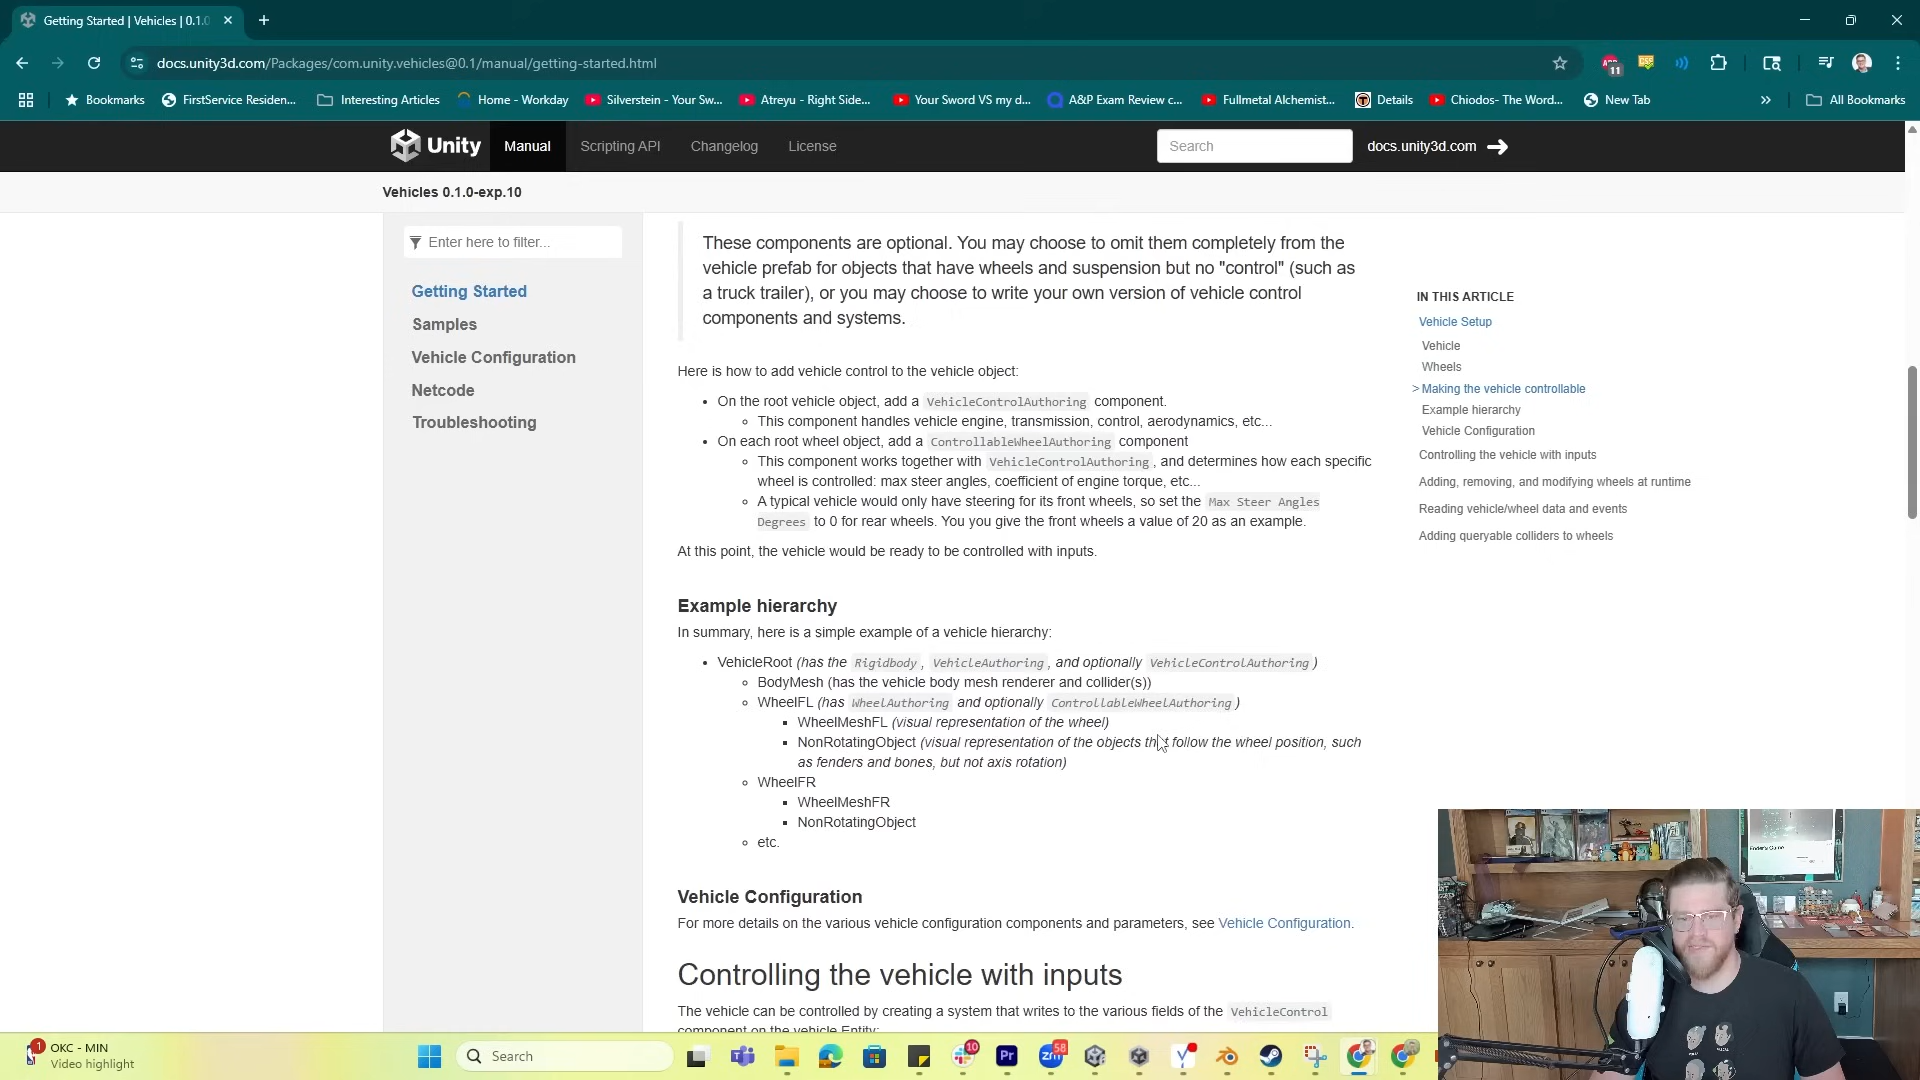 Getting Started | Vehicles | 0.1.0
docs.unity3d.com/Packages/com.unity.vehicles@0.1/manual/getting-started.html
11
Bookmarks
FirstService Residen...
Interesting Articles
Home - Workday
Silverstein - Your Sw...
Atreyu - Right Side...
Your Sword VS my d...
A&P Exam Review c...
Fullmetal Alchemist...
Details
Chiodos- The Word...
New Tab
All Bookmarks
Unity
Manual
Scripting API
Changelog
License
Search
docs.unity3d.com
Vehicles 0.1.0-exp.10
Enter here to filter...
Getting Started
Samples
Vehicle Configuration
Netcode
Troubleshooting
These components are optional. You may choose to omit them completely from the
vehicle prefab for objects that have wheels and suspension but no "control" (such as
a truck trailer), or you may choose to write your own version of vehicle control
components and systems.
Here is how to add vehicle control to the vehicle object:
On the root vehicle object, add a VehicleControlAuthoring component.
This component handles vehicle engine, transmission, control, aerodynamics, etc...
On each root wheel object, add a ControllableWheelAuthoring component
This component works together with VehicleControlAuthoring, and determines how each specific
wheel is controlled: max steer angles, coefficient of engine torque, etc...
A typical vehicle would only have steering for its front wheels, so set the Max Steer Angles
Degrees to 0 for rear wheels. You you give the front wheels a value of 20 as an example.
At this point, the vehicle would be ready to be controlled with inputs.
Example hierarchy
In summary, here is a simple example of a vehicle hierarchy:
VehicleRoot (has the Rigidbody, VehicleAuthoring, and optionally VehicleControlAuthoring)
BodyMesh (has the vehicle body mesh renderer and collider(s))
WheelFL (has WheelAuthoring and optionally ControllableWheelAuthoring)
WheelMeshFL (visual representation of the wheel)
NonRotatingObject (visual representation of the objects that follow the wheel position, such
as fenders and bones, but not axis rotation)
WheelFR
WheelMeshFR
NonRotatingObject
etc.
Vehicle Configuration
For more details on the various vehicle configuration components and parameters, see Vehicle Configuration.
Controlling the vehicle with inputs
The vehicle can be controlled by creating a system that writes to the various fields of the VehicleControl
component on the vehicle Entity:
IN THIS ARTICLE
Vehicle Setup
Vehicle
Wheels
> Making the vehicle controllable
Example hierarchy
Vehicle Configuration
Controlling the vehicle with inputs
Adding, removing, and modifying wheels at runtime
Reading vehicle/wheel data and events
Adding queryable colliders to wheels
Ender's Game
1
OKC - MIN
Video highlight
Search
10
Pr
zm
58